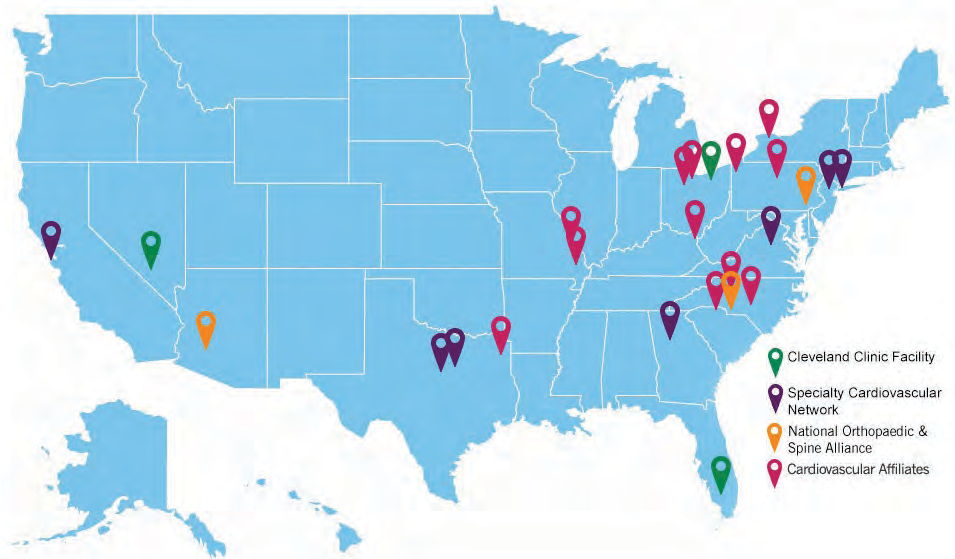 Cleveland Clinic Facility
Specialty Cardiovascular
Network
National Orthopaedic &
Spine Alliance
Cardiovascular Affiliates